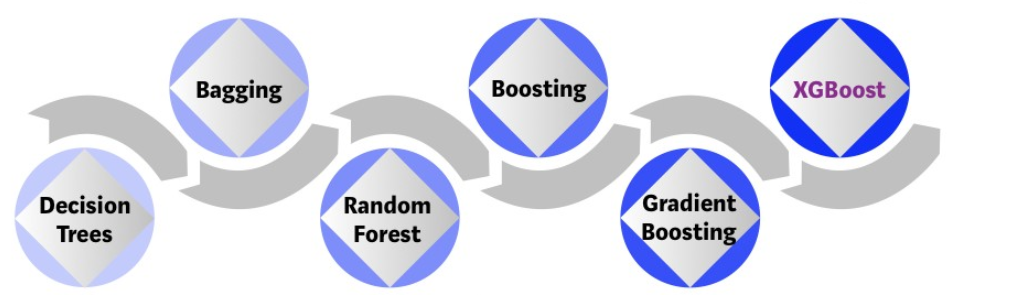 Decision
Trees
Bagging
Random
Forest
Boosting
Gradient
Boosting
XGBoost